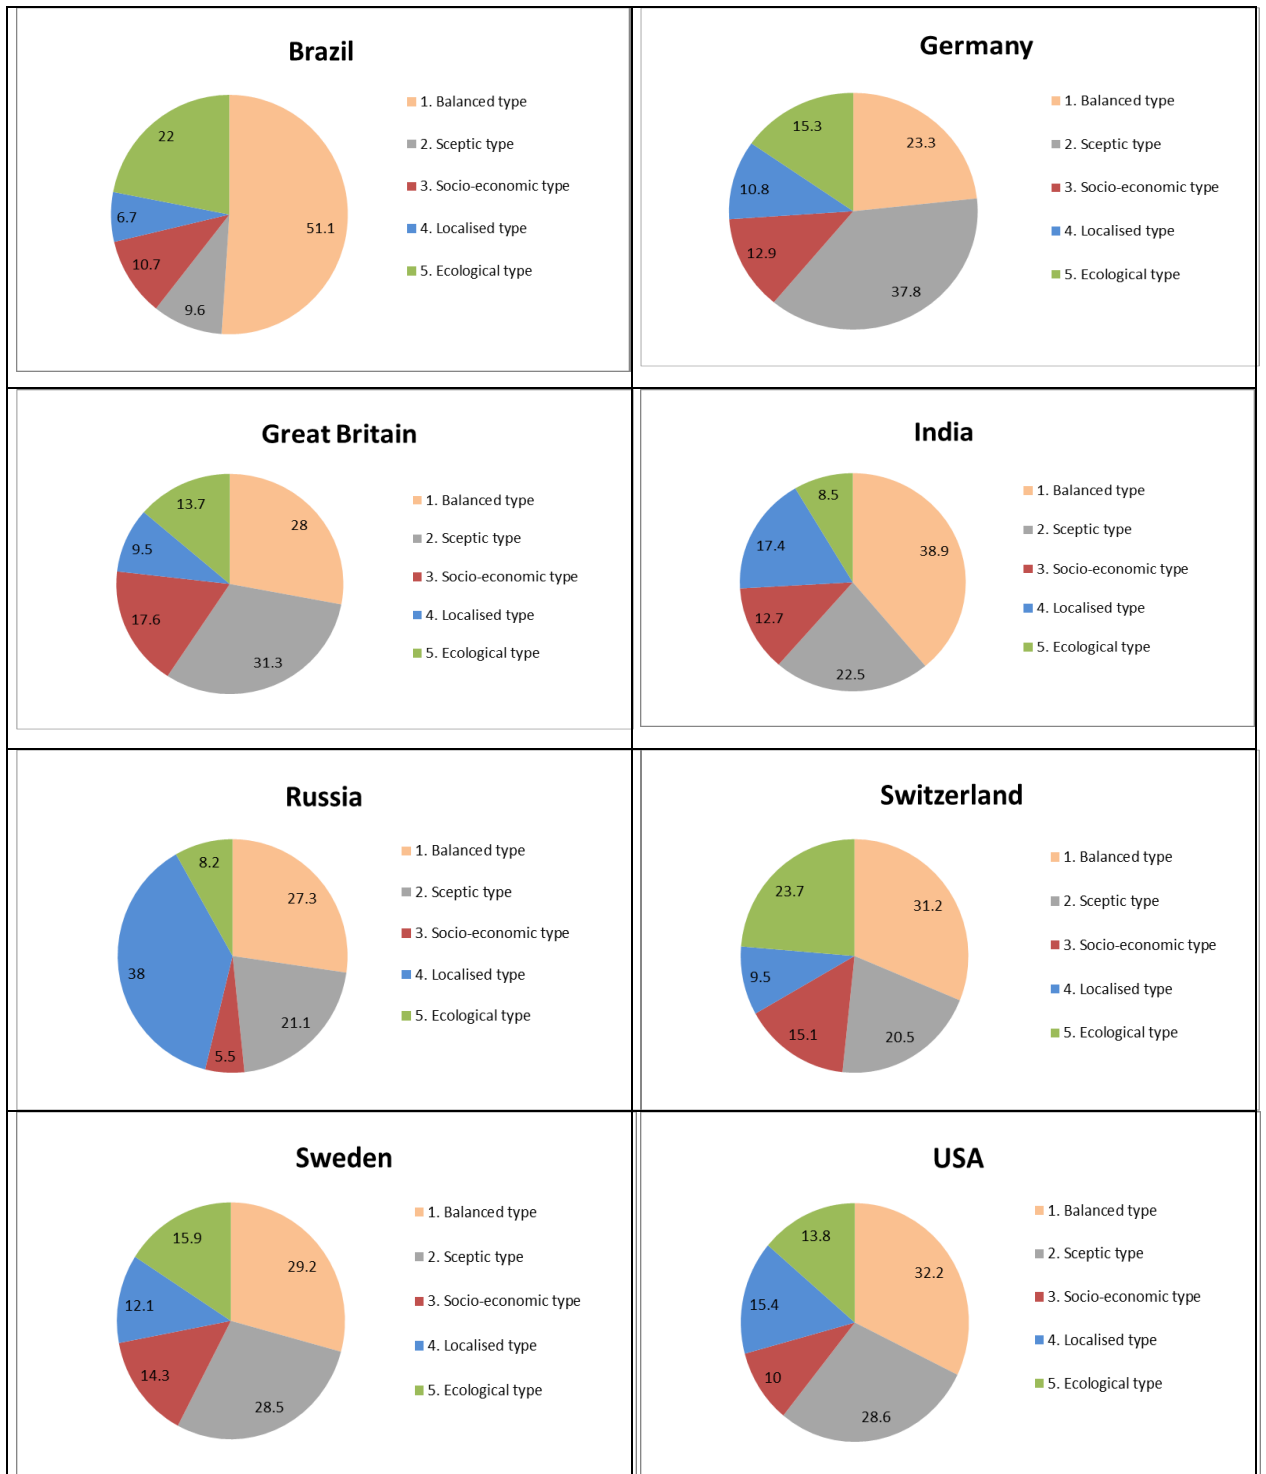 Brazil
22
51.1
6.7
10.7
9.6
1. Balanced type
2. Sceptic type
3. Socio-economic type
4. Localised type
5. Ecological type
Germany
15.3
23.3
10.8
12.9
37.8
1. Balanced type
2. Sceptic type
3. Socio-economic type
4. Localised type
5. Ecological type
Great Britain
13.7
28
9.5
17.6
31.3
1. Balanced type
2. Sceptic type
3. Socio-economic type
4. Localised type
5. Ecological type
India
8.5
38.9
17.4
12.7
22.5
1. Balanced type
2. Sceptic type
3. Socio-economic type
4. Localised type
5. Ecological type
Russia
8.2
27.3
38
21.1
5.5
1. Balanced type
2. Sceptic type
3. Socio-economic type
4. Localised type
5. Ecological type
Switzerland
23.7
31.2
9.5
15.1
20.5
1. Balanced type
2. Sceptic type
3. Socio-economic type
4. Localised type
5. Ecological type
Sweden
15.9
29.2
12.1
14.3
28.5
1. Balanced type
2. Sceptic type
3. Socio-economic type
4. Localised type
5. Ecological type
USA
13.8
32.2
15.4
10
28.6
1. Balanced type
2. Sceptic type
3. Socio-economic type
4. Localised type
5. Ecological type